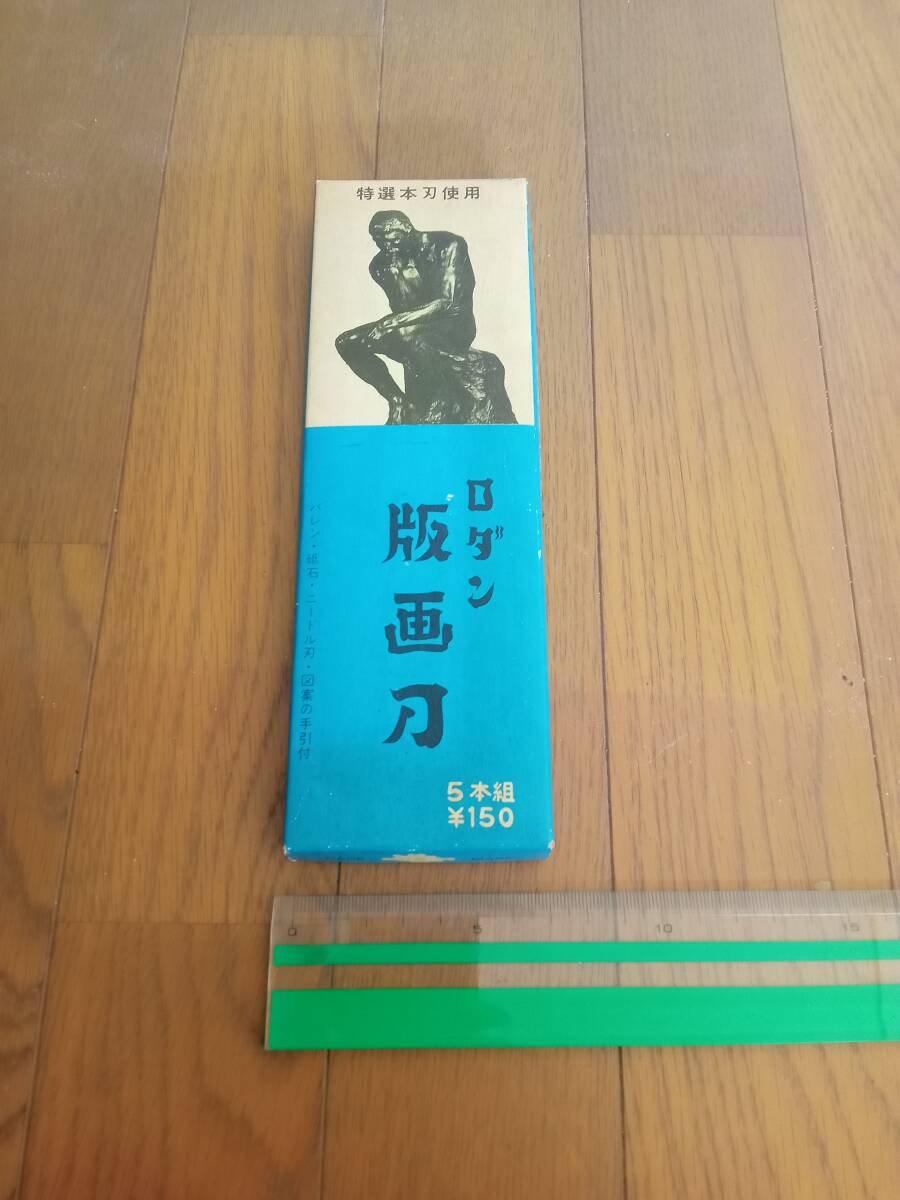 特選本刃使用
ロダン
版画刀
バレン・砥石・ニードル刃・図案の手引付
5本組
¥150
0 5 10 15